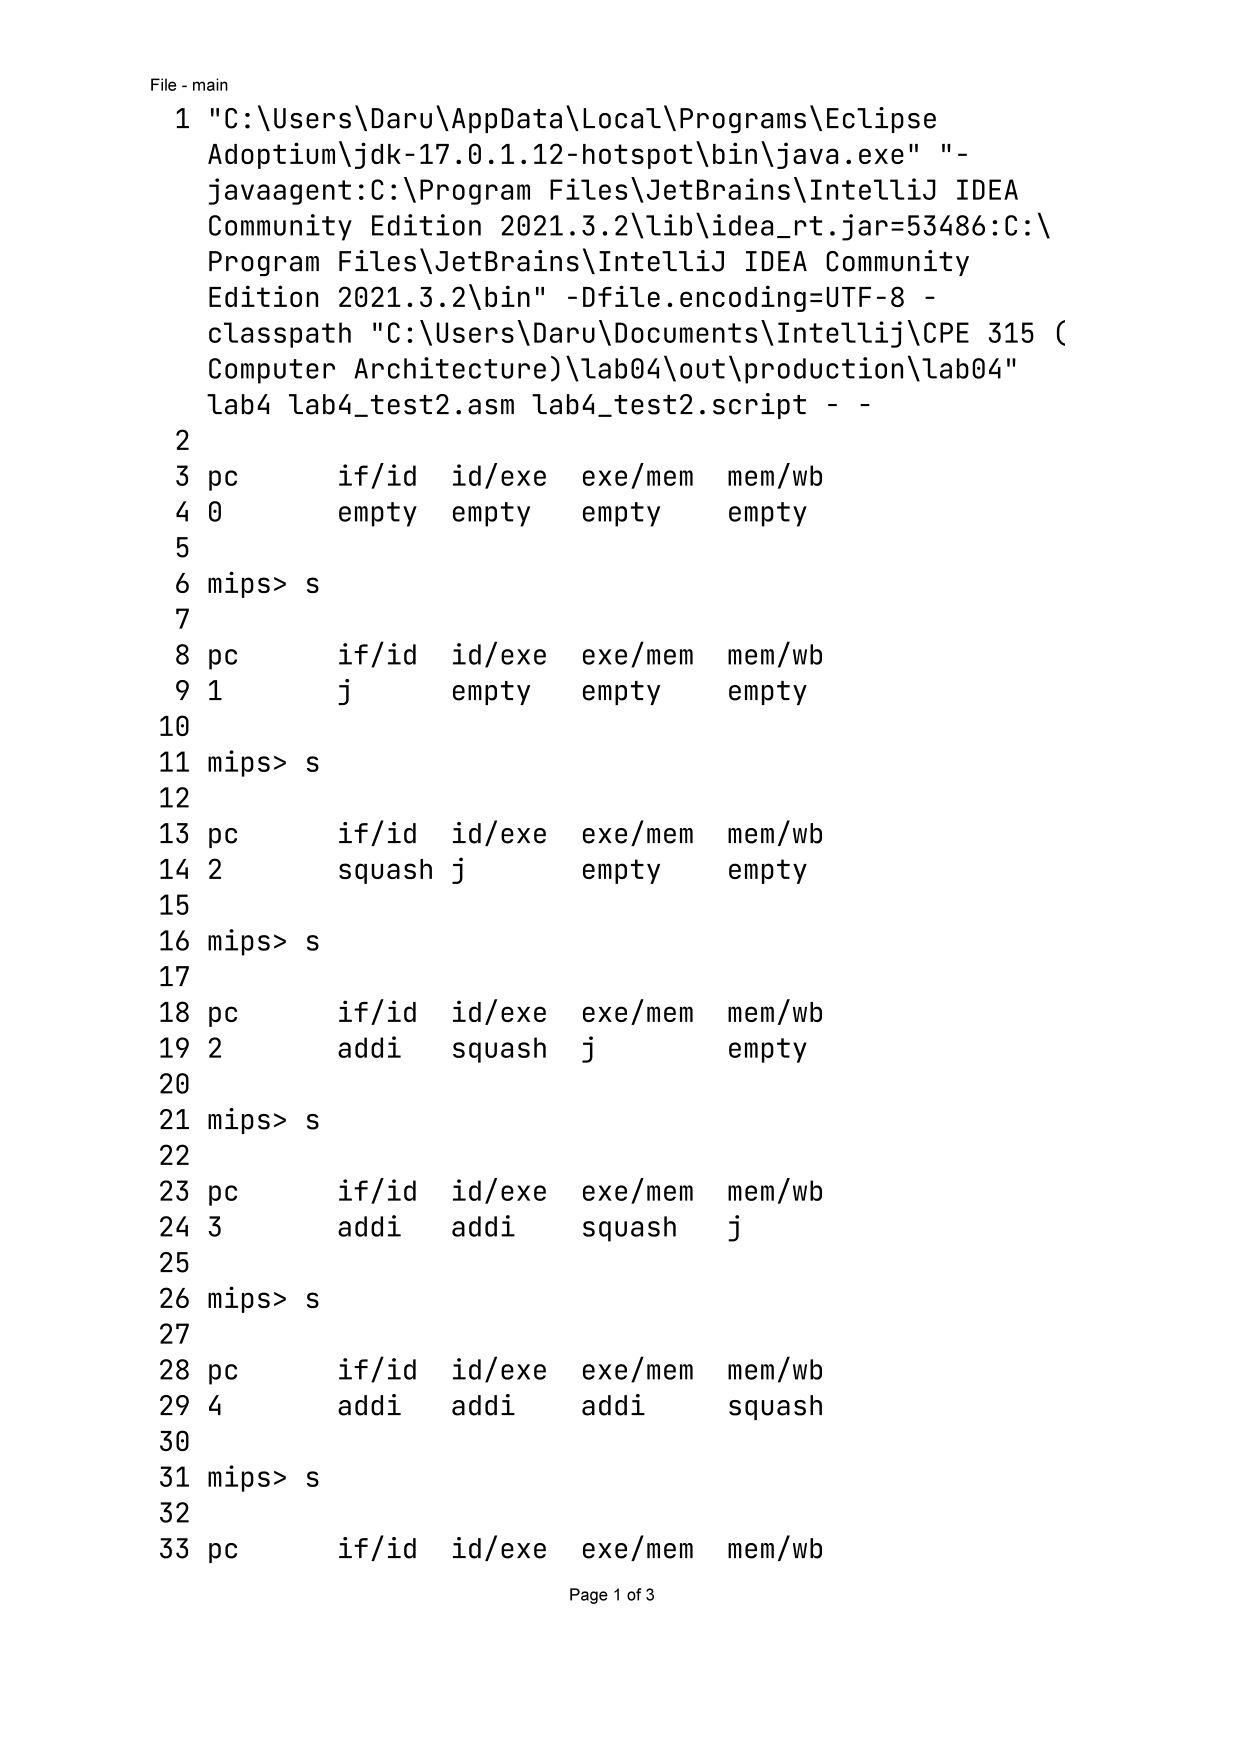 File - main
1 "C:\Users\Daru\AppData\Local\Programs\Eclipse
Adoptium\jdk-17.0.1.12-hotspot\bin\java.exe" "-
javaagent:C:\Program Files\JetBrains\IntelliJ IDEA
Community Edition 2021.3.2\lib\idea_rt.jar=53486:C:\
Program Files\JetBrains\IntelliJ IDEA Community
Edition 2021.3.2\bin" -Dfile.encoding=UTF-8 -
classpath "C:\Users\Daru\Documents\Intellij\CPE 315 (
Computer Architecture)\lab04\out\production\lab04"
lab4 lab4_test2.asm lab4_test2.script - -
2
3 pc      if/id  id/exe  exe/mem  mem/wb
4 0       empty  empty   empty    empty
5
6 mips> s
7
8 pc      if/id  id/exe  exe/mem  mem/wb
9 1       j      empty   empty    empty
10
11 mips> s
12
13 pc      if/id  id/exe  exe/mem  mem/wb
14 2       squash j       empty    empty
15
16 mips> s
17
18 pc      if/id  id/exe  exe/mem  mem/wb
19 2       addi   squash  j        empty
20
21 mips> s
22
23 pc      if/id  id/exe  exe/mem  mem/wb
24 3       addi   addi    squash   j
25
26 mips> s
27
28 pc      if/id  id/exe  exe/mem  mem/wb
29 4       addi   addi    addi     squash
30
31 mips> s
32
33 pc      if/id  id/exe  exe/mem  mem/wb
Page 1 of 3